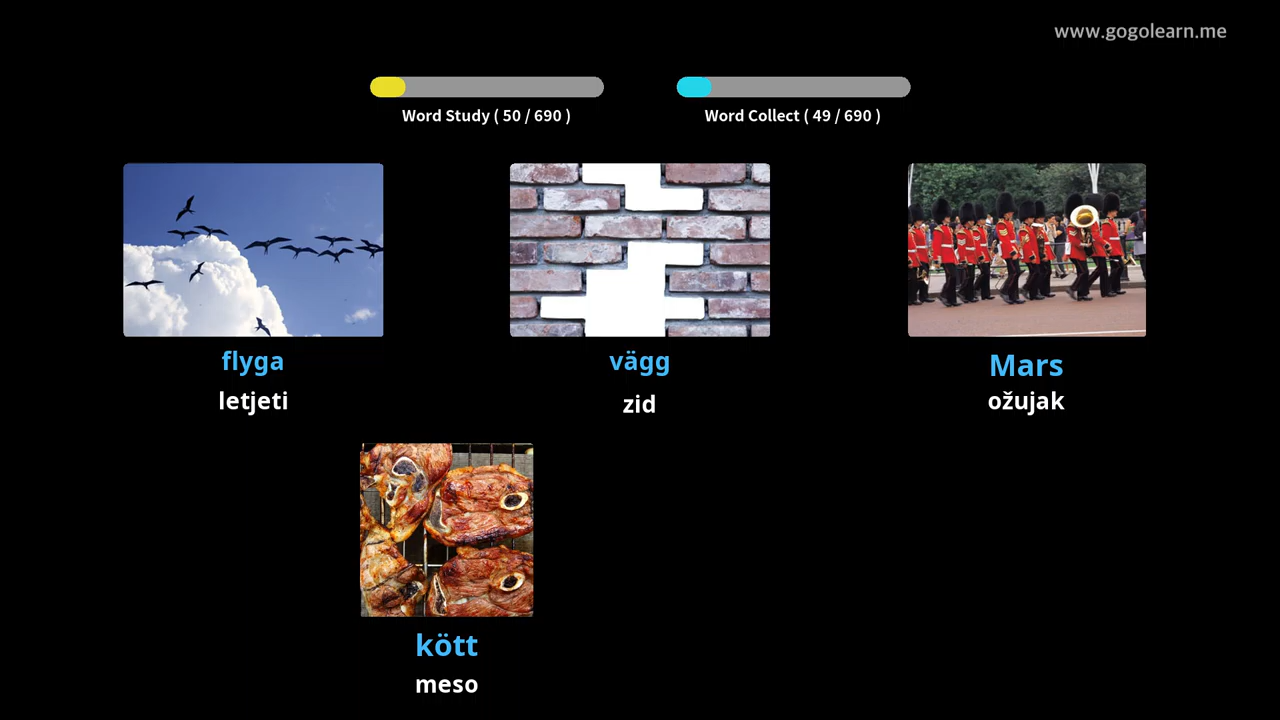 www.gogolearn.me
Word Study ( 50 / 690 )
Word Collect ( 49 / 690 )
flyga
letjeti
vägg
zid
Mars
ožujak
kött
meso